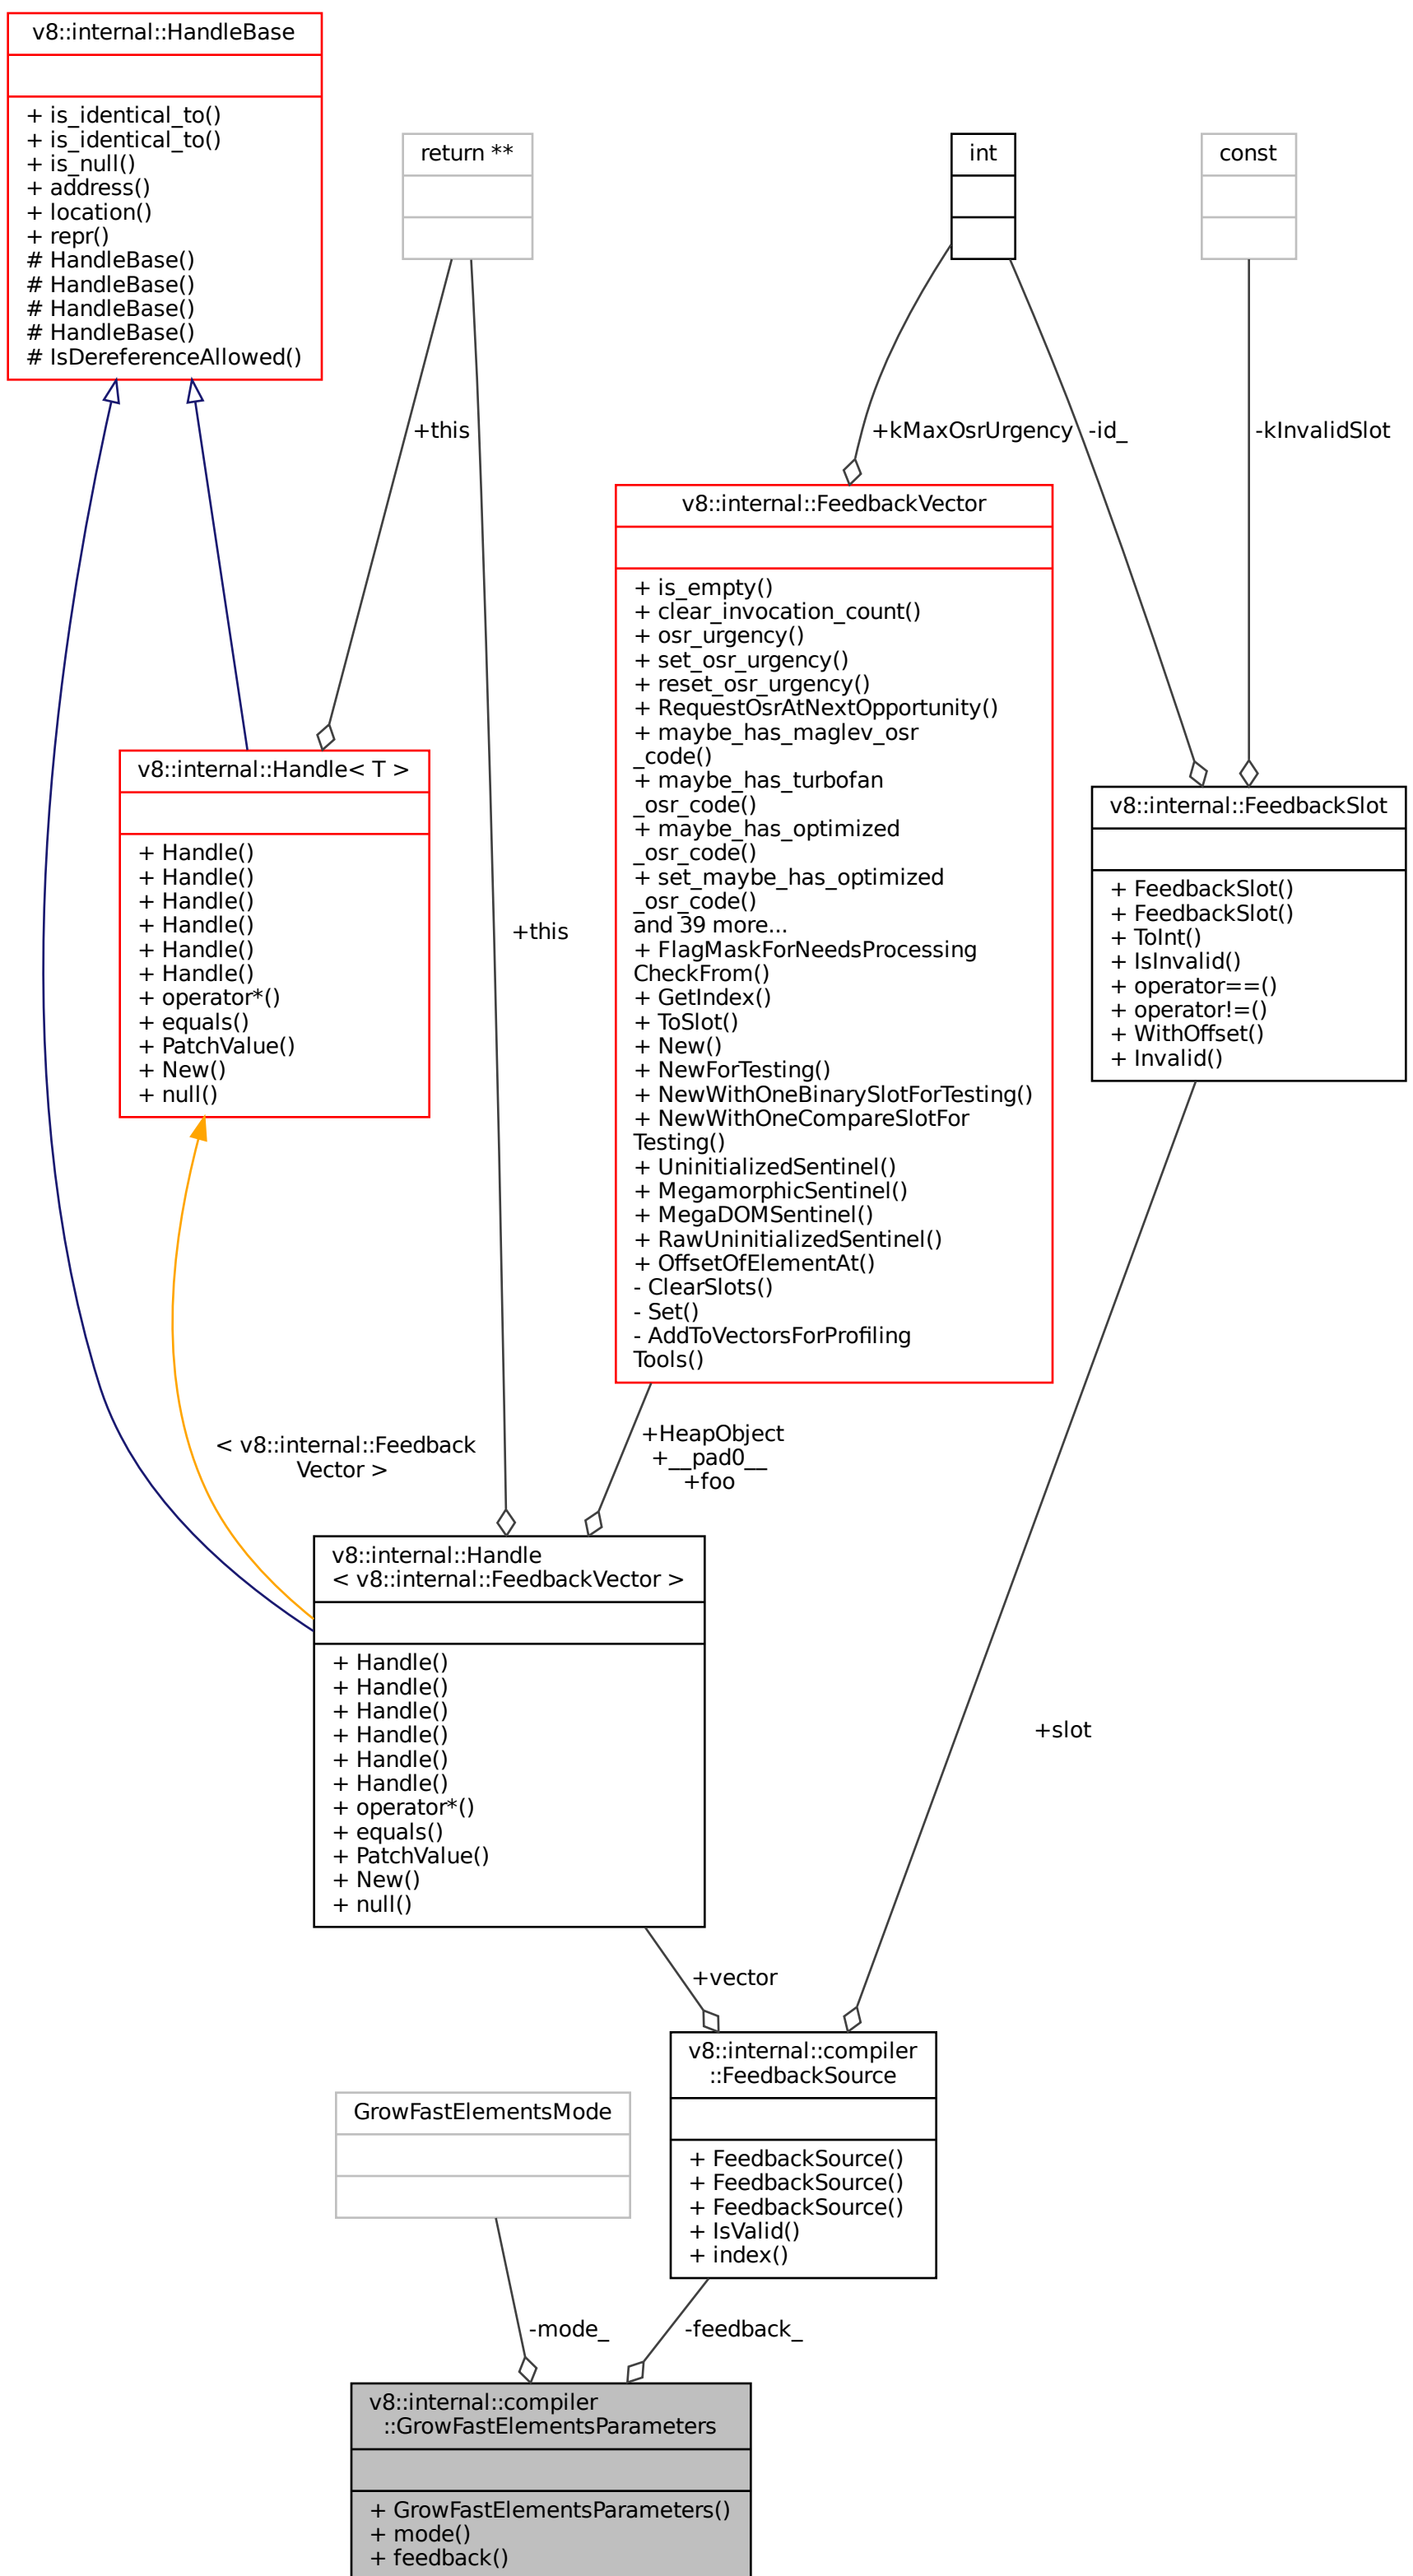 v8::internal::HandleBase
+ is_identical_to()
+ is_identical_to()
+ is_null()
+ address()
+ location()
+ repr()
# HandleBase()
# HandleBase()
# HandleBase()
# HandleBase()
# IsDereferenceAllowed()
return **
int
const
+this
+kMaxOsrUrgency
-id_
-kInvalidSlot
v8::internal::FeedbackVector
+ is_empty()
+ clear_invocation_count()
+ osr_urgency()
+ set_osr_urgency()
+ reset_osr_urgency()
+ RequestOsrAtNextOpportunity()
+ maybe_has_maglev_osr
_code()
+ maybe_has_turbofan
_osr_code()
+ maybe_has_optimized
_osr_code()
+ set_maybe_has_optimized
_osr_code()
and 39 more...
+ FlagMaskForNeedsProcessing
CheckFrom()
+ GetIndex()
+ ToSlot()
+ New()
+ NewForTesting()
+ NewWithOneBinarySlotForTesting()
+ NewWithOneCompareSlotFor
Testing()
+ UninitializedSentinel()
+ MegamorphicSentinel()
+ MegaDOMSentinel()
+ RawUninitializedSentinel()
+ OffsetOfElementAt()
- ClearSlots()
- Set()
- AddToVectorsForProfiling
Tools()
v8::internal::Handle< T >
+ Handle()
+ Handle()
+ Handle()
+ Handle()
+ Handle()
+ Handle()
+ operator*()
+ equals()
+ PatchValue()
+ New()
+ null()
+this
v8::internal::FeedbackSlot
+ FeedbackSlot()
+ FeedbackSlot()
+ ToInt()
+ IsInvalid()
+ operator==()
+ operator!=()
+ WithOffset()
+ Invalid()
< v8::internal::Feedback
Vector >
+HeapObject
+__pad0__
+foo
v8::internal::Handle
< v8::internal::FeedbackVector >
+ Handle()
+ Handle()
+ Handle()
+ Handle()
+ Handle()
+ Handle()
+ operator*()
+ equals()
+ PatchValue()
+ New()
+ null()
+slot
+vector
v8::internal::compiler
::FeedbackSource
+ FeedbackSource()
+ FeedbackSource()
+ FeedbackSource()
+ IsValid()
+ index()
GrowFastElementsMode
-mode_
-feedback_
v8::internal::compiler
::GrowFastElementsParameters
+ GrowFastElementsParameters()
+ mode()
+ feedback()